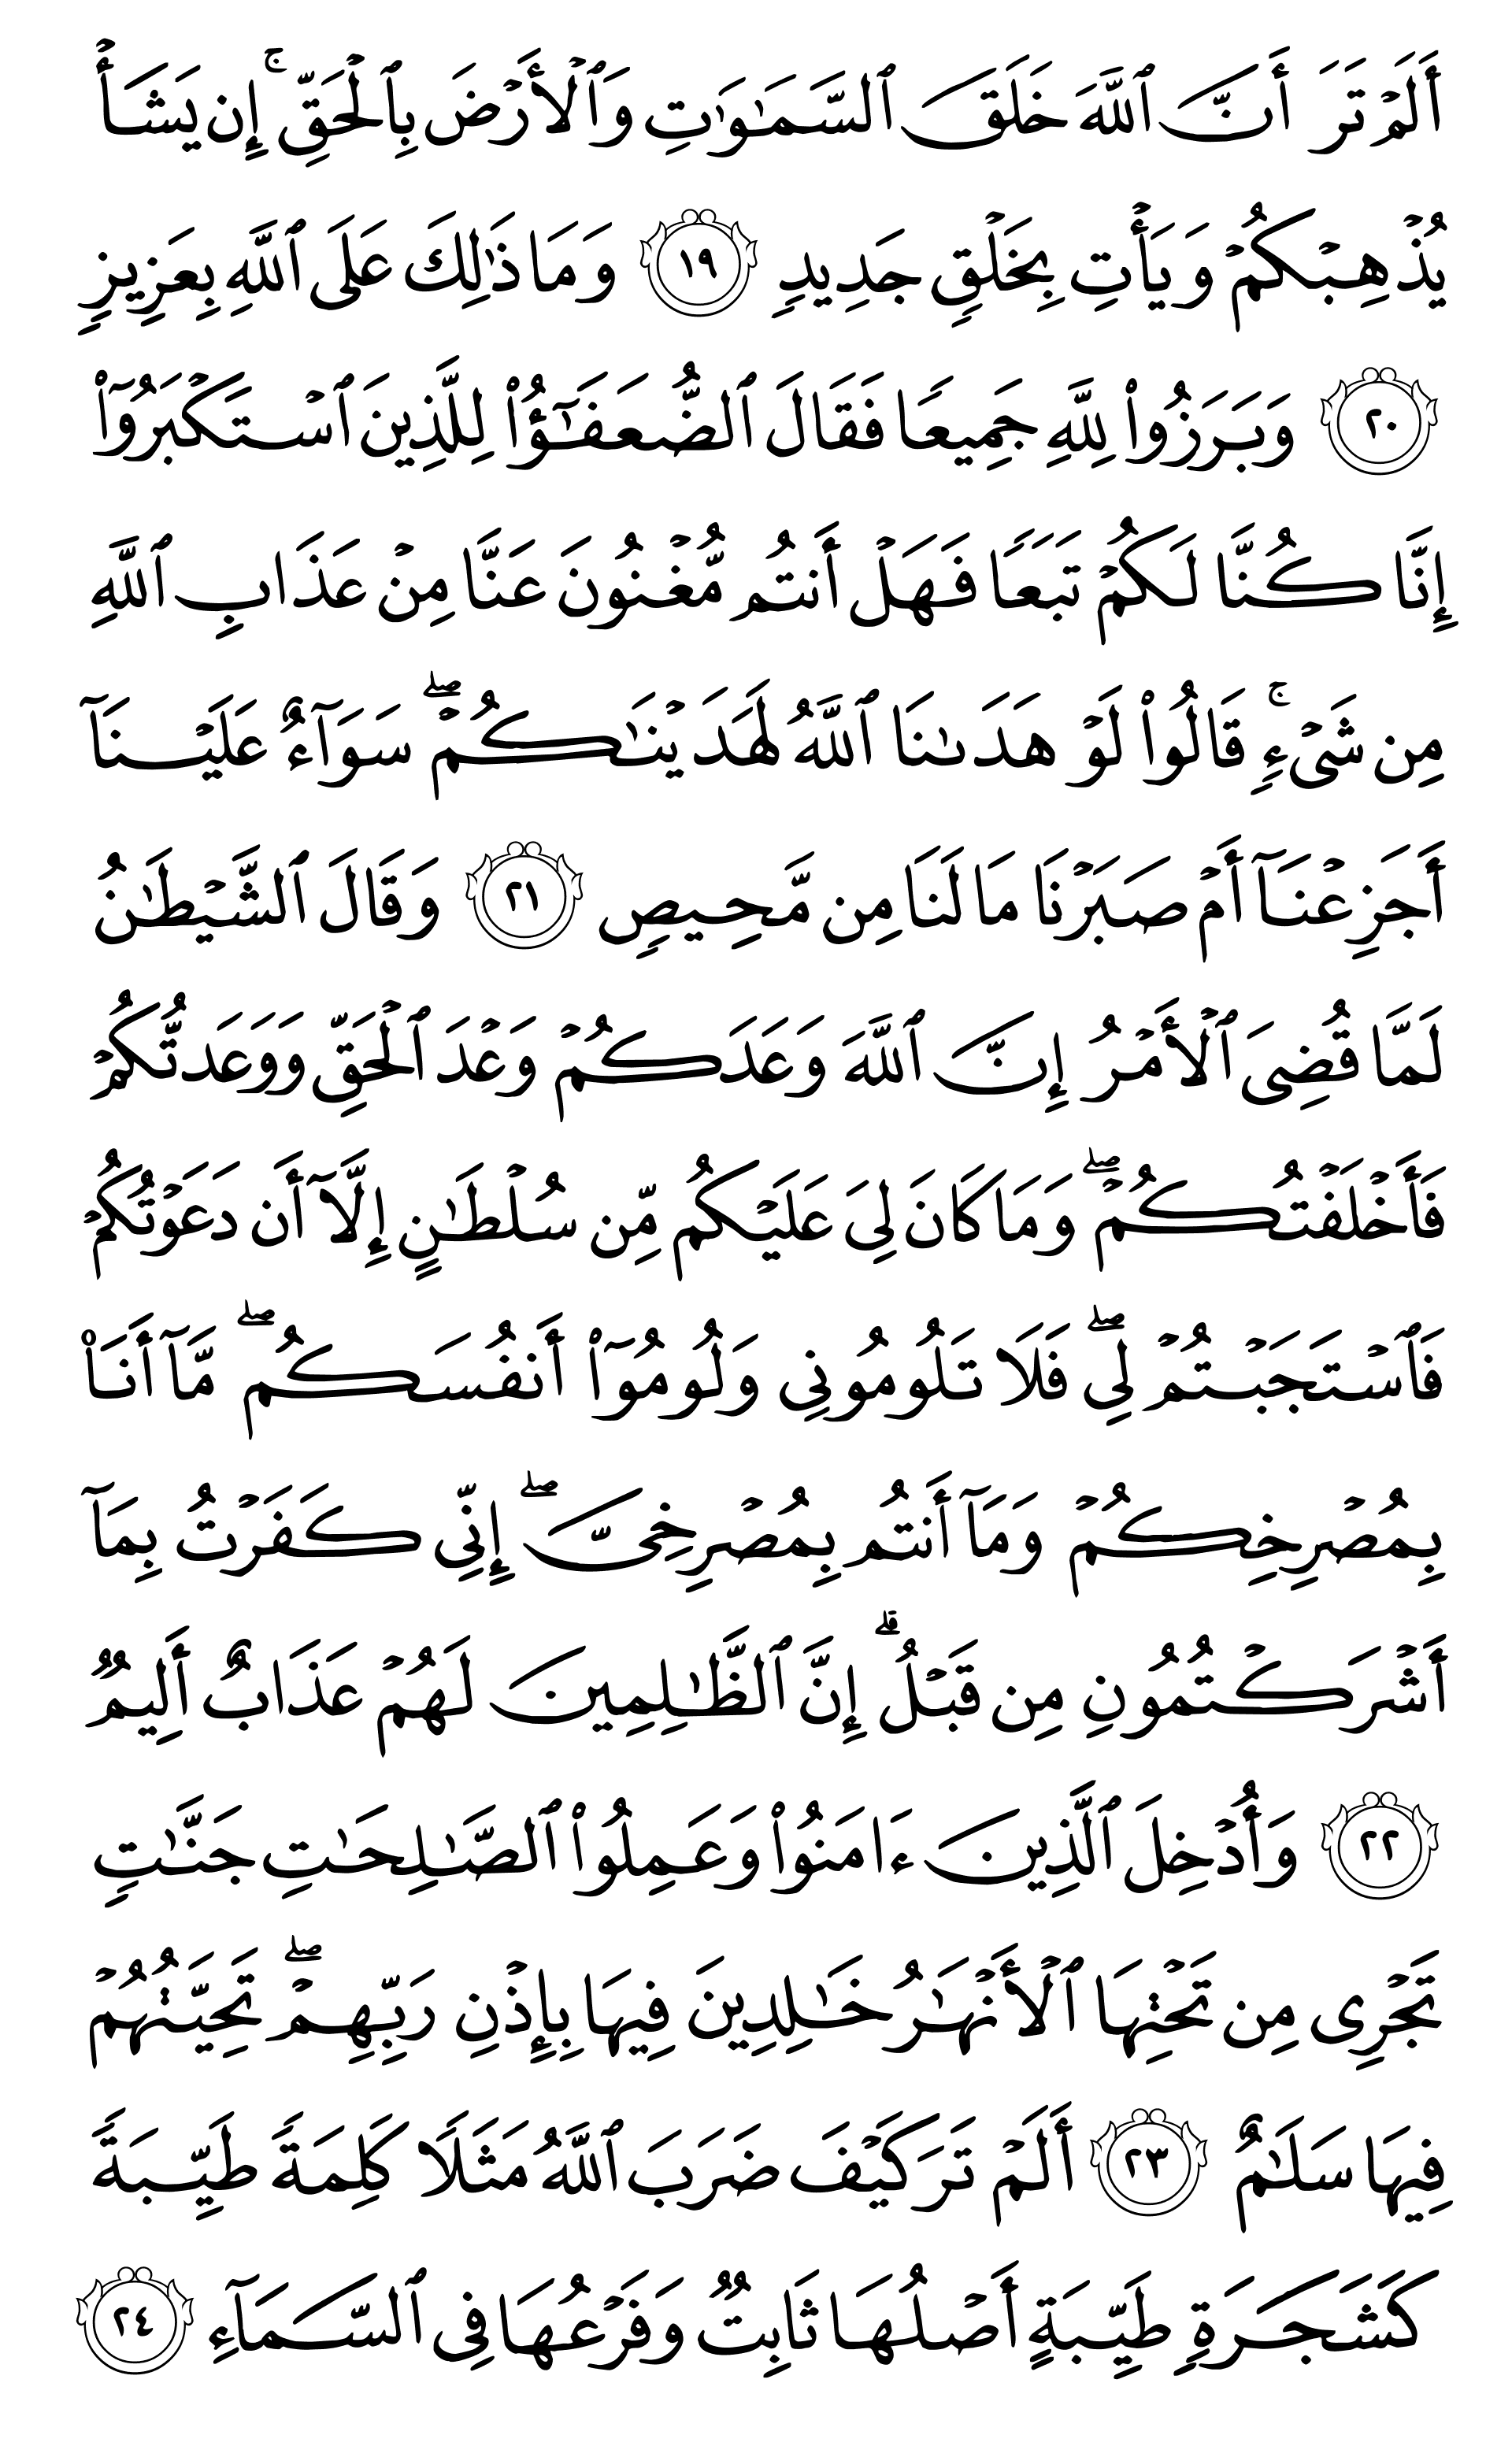 أَلَمْ تَرَ أَنَّ ٱللَّهَ خَلَقَ ٱلسَّمَٰوَٰتِ وَٱلْأَرْضَ بِٱلْحَقِّ ۚ إِن يَشَأْ
يُذْهِبْكُمْ وَيَأْتِ بِخَلْقٍ جَدِيدٍ ١٩ وَمَا ذَٰلِكَ عَلَى ٱللَّهِ بِعَزِيزٍ
٢٠ وَبَرَزُوا۟ لِلَّهِ جَمِيعًا فَقَالَ ٱلضُّعَفَٰٓؤُا۟ لِلَّذِينَ ٱسْتَكْبَرُوٓا۟
إِنَّا كُنَّا لَكُمْ تَبَعًا فَهَلْ أَنتُم مُّغْنُونَ عَنَّا مِنْ عَذَابِ ٱللَّهِ
مِن شَىْءٍ ۚ قَالُوا۟ لَوْ هَدَىٰنَا ٱللَّهُ لَهَدَيْنَٰكُمْ ۖ سَوَآءٌ عَلَيْنَآ
أَجَزِعْنَآ أَمْ صَبَرْنَا مَا لَنَا مِن مَّحِيصٍ ٢١ وَقَالَ ٱلشَّيْطَٰنُ
لَمَّا قُضِىَ ٱلْأَمْرُ إِنَّ ٱللَّهَ وَعَدَكُمْ وَعْدَ ٱلْحَقِّ وَوَعَدتُّكُمْ
فَأَخْلَفْتُكُمْ ۖ وَمَا كَانَ لِىَ عَلَيْكُم مِّن سُلْطَٰنٍ إِلَّآ أَن دَعَوْتُكُمْ
فَٱسْتَجَبْتُمْ لِى ۖ فَلَا تَلُومُونِى وَلُومُوٓا۟ أَنفُسَكُم ۖ مَّآ أَنَا۠
بِمُصْرِخِكُمْ وَمَآ أَنتُم بِمُصْرِخِىَّ ۖ إِنِّى كَفَرْتُ بِمَآ
أَشْرَكْتُمُونِ مِن قَبْلُ ۗ إِنَّ ٱلظَّٰلِمِينَ لَهُمْ عَذَابٌ أَلِيمٌ
٢٢ وَأُدْخِلَ ٱلَّذِينَ ءَامَنُوا۟ وَعَمِلُوا۟ ٱلصَّٰلِحَٰتِ جَنَّٰتٍ
تَجْرِى مِن تَحْتِهَا ٱلْأَنْهَٰرُ خَٰلِدِينَ فِيهَا بِإِذْنِ رَبِّهِمْ ۖ تَحِيَّتُهُمْ
فِيهَا سَلَٰمٌ ٢٣ أَلَمْ تَرَ كَيْفَ ضَرَبَ ٱللَّهُ مَثَلًا كَلِمَةً طَيِّبَةً
كَشَجَرَةٍ طَيِّبَةٍ أَصْلُهَا ثَابِتٌ وَفَرْعُهَا فِى ٱلسَّمَآءِ ٢٤